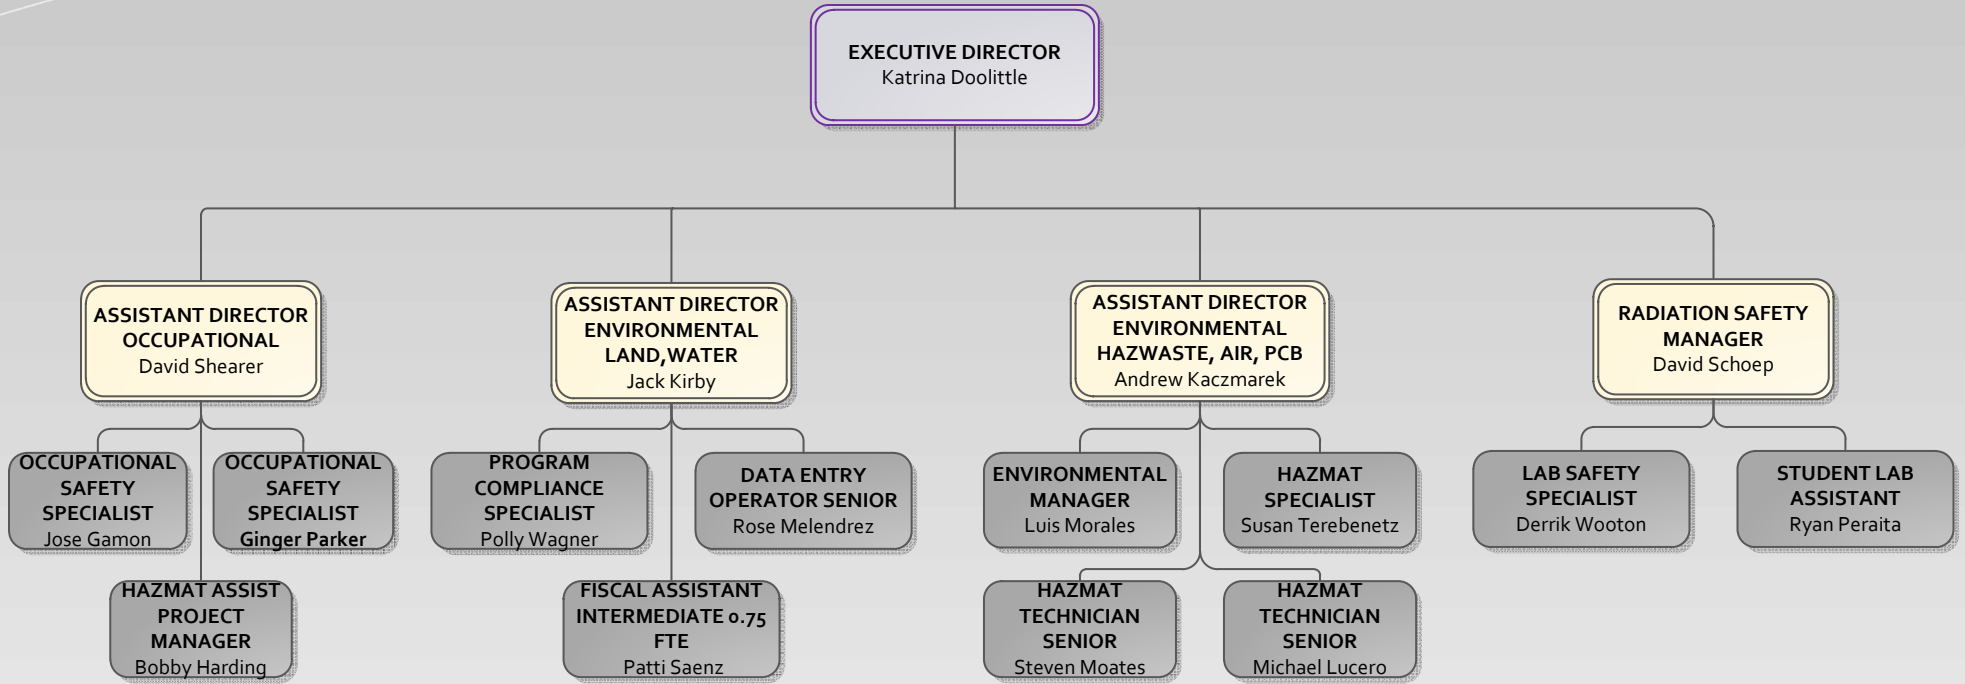 EXECUTIVE DIRECTOR
Katrina Doolittle
ASSISTANT DIRECTOR
OCCUPATIONAL
David Shearer
ASSISTANT DIRECTOR
ENVIRONMENTAL
LAND,WATER
Jack Kirby
ASSISTANT DIRECTOR
ENVIRONMENTAL
HAZWASTE, AIR, PCB
Andrew Kaczmarek
RADIATION SAFETY
MANAGER
David Schoep
OCCUPATIONAL
SAFETY
SPECIALIST
Jose Gamon
OCCUPATIONAL
SAFETY
SPECIALIST
Ginger Parker
PROGRAM
COMPLIANCE
SPECIALIST
Polly Wagner
DATA ENTRY
OPERATOR SENIOR
Rose Melendrez
ENVIRONMENTAL
MANAGER
Luis Morales
HAZMAT
SPECIALIST
Susan Terebenetz
LAB SAFETY
SPECIALIST
Derrik Wooton
STUDENT LAB
ASSISTANT
Ryan Peraita
HAZMAT ASSIST
PROJECT
MANAGER
Bobby Harding
FISCAL ASSISTANT
INTERMEDIATE 0.75
FTE
Patti Saenz
HAZMAT
TECHNICIAN
SENIOR
Steven Moates
HAZMAT
TECHNICIAN
SENIOR
Michael Lucero